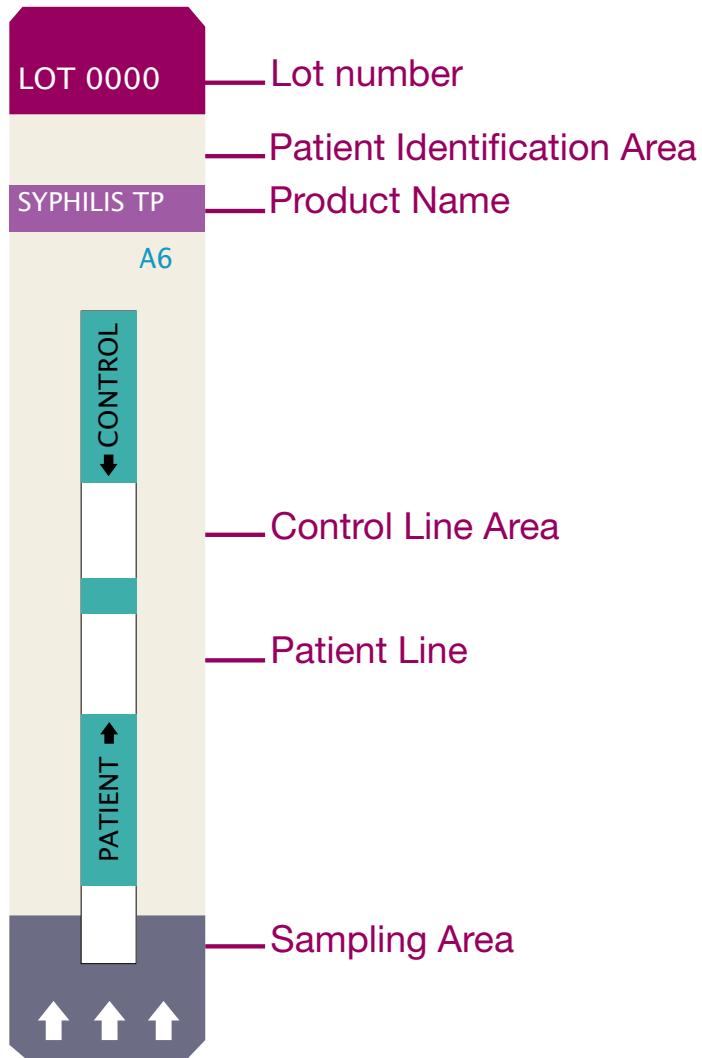 LOT 0000
Lot number
Patient Identification Area
SYPHILIS TP
Product Name
A6
CONTROL
Control Line Area
Patient Line
PATIENT
Sampling Area